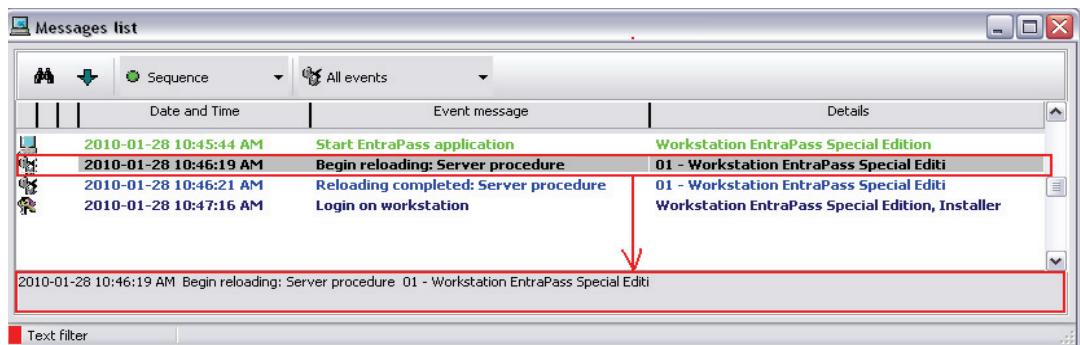 Messages list
Sequence All events
Date and Time Event message Details
2010-01-28 10:45:44 AM Start EntraPass application Workstation EntraPass Special Edition
2010-01-28 10:46:19 AM Begin reloading: Server procedure 01 - Workstation EntraPass Special Editi
2010-01-28 10:46:21 AM Reloading completed: Server procedure 01 - Workstation EntraPass Special Editi
2010-01-28 10:47:16 AM Login on workstation Workstation EntraPass Special Edition, Installer
2010-01-28 10:46:19 AM Begin reloading: Server procedure 01 - Workstation EntraPass Special Editi
Text filter